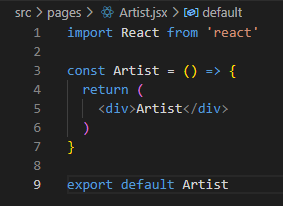 src > pages > Artist.jsx > default
1 import React from 'react'
2
3 const Artist = () => {
4   return (
5     <div>Artist</div>
6   )
7 }
8
9 export default Artist